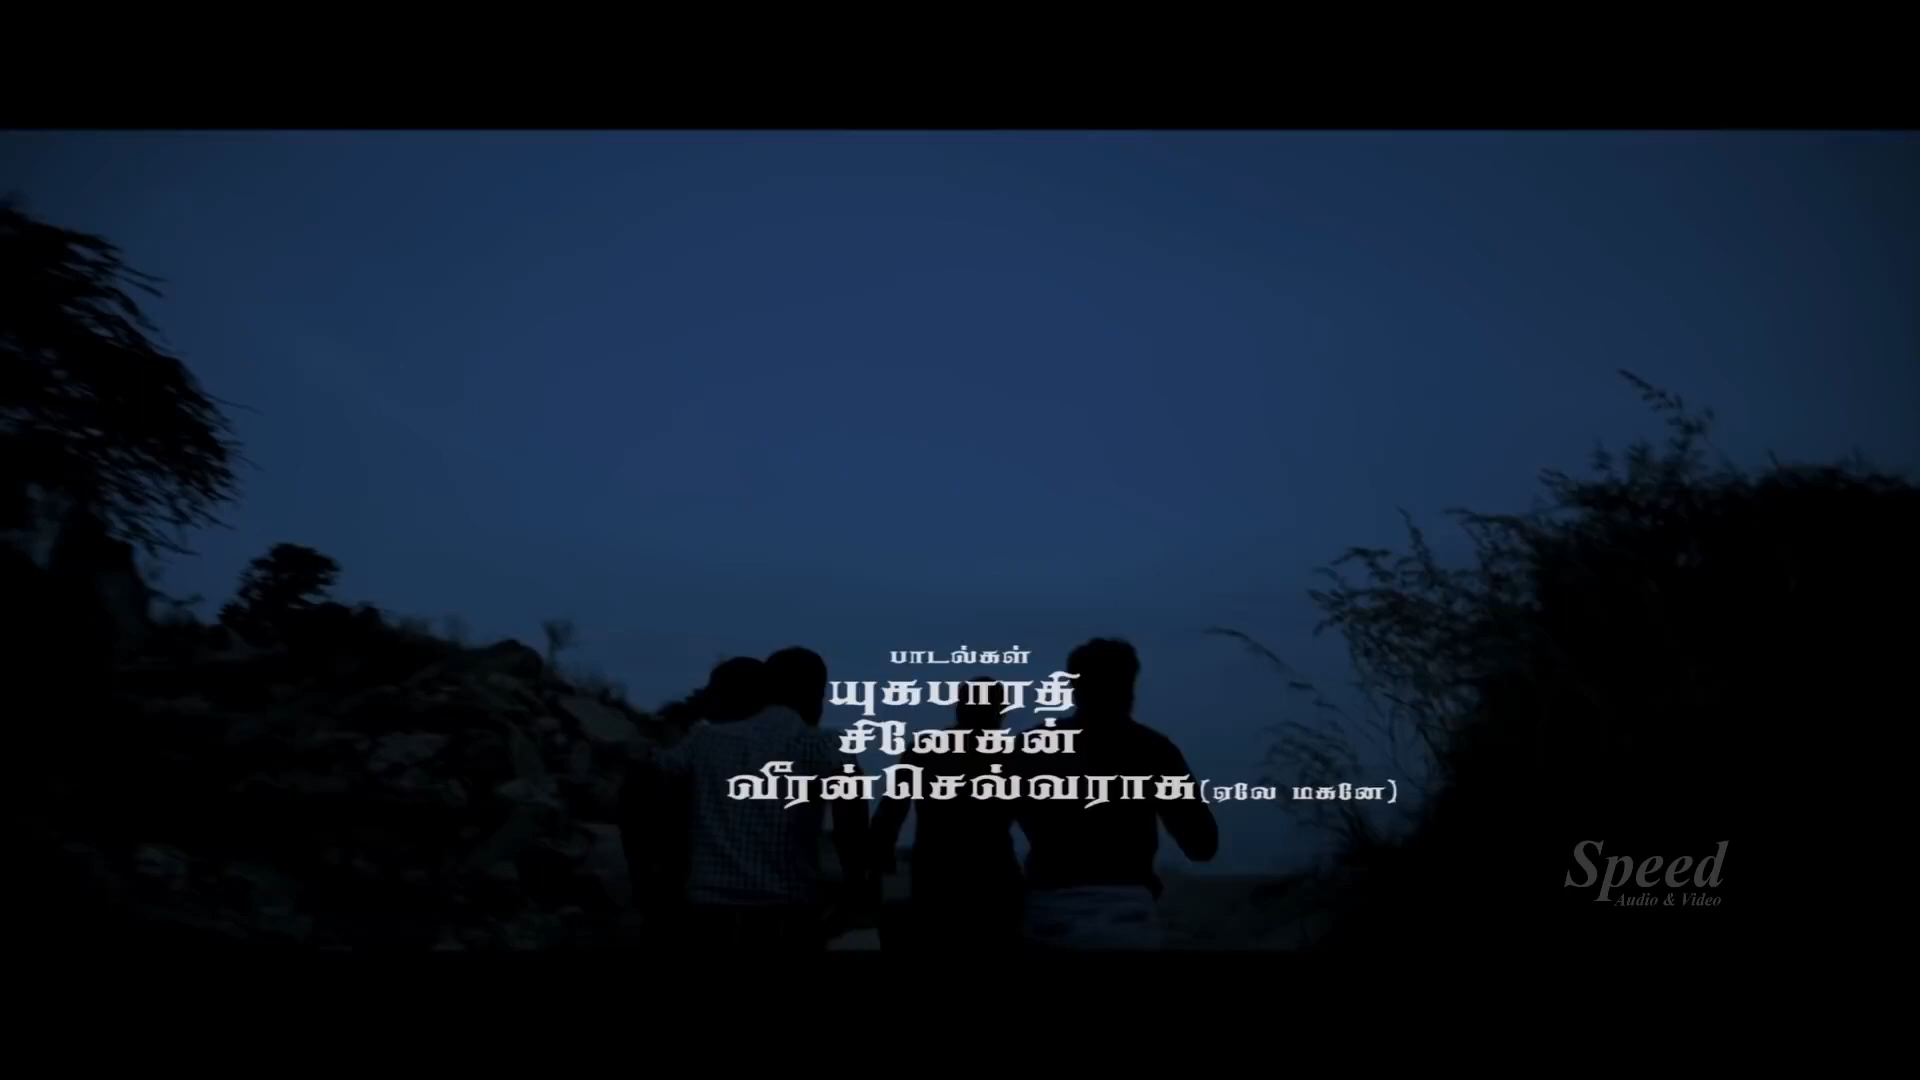 பாடல்கள்
யுகபாரதி
சினேகன்
வீரன்செல்வராசு(ஏலே மகனே)
Speed
Audio & Video